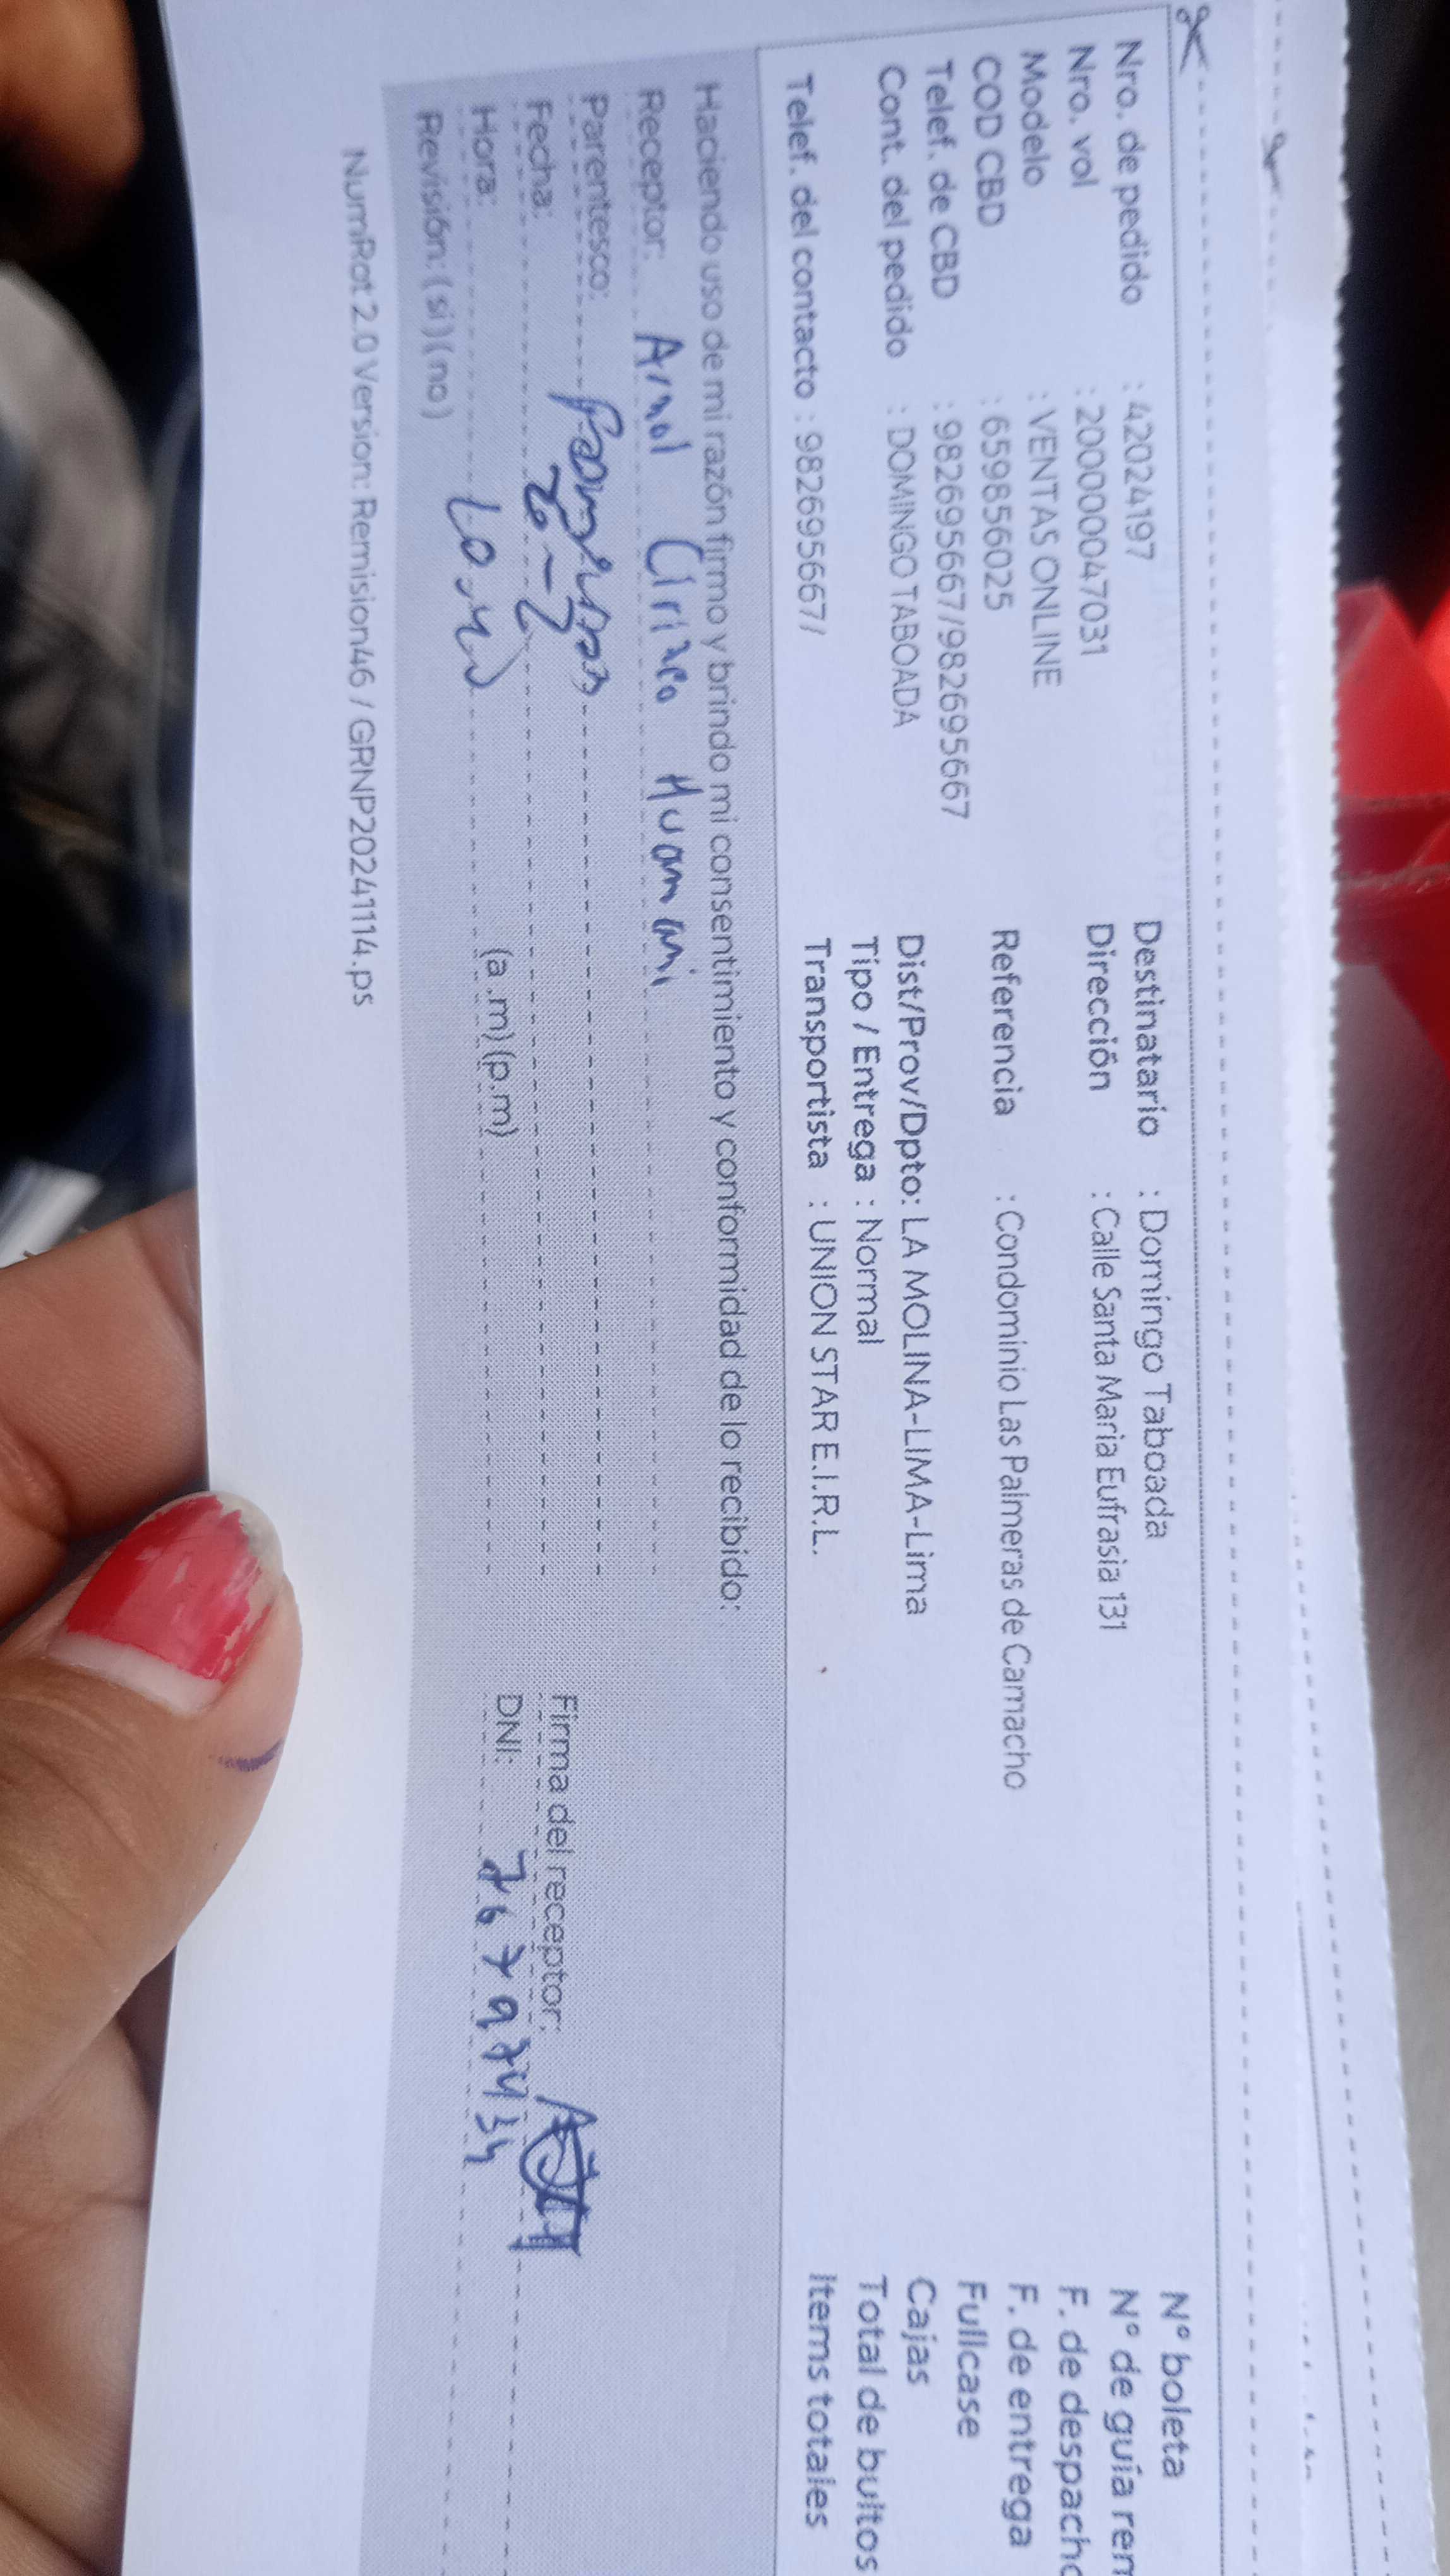 Nro. de pedido : 42024197
Nro. vol : 2000000047031
Modelo : VENTAS ONLINE
COD CBD : 659856025
Telef. de CBD : 982695667/982695667
Cont. del pedido : DOMINGO TABOADA
Telef. del contacto : 982695667/
Destinatario : Domingo Taboada
Dirección : Calle Santa Maria Eufrasia 131
Referencia : Condominio Las Palmeras de Camacho
Dist/Prov/Dpto: LA MOLINA-LIMA-Lima
Tipo / Entrega : Normal
Transportista : UNION STAR E.I.R.L.
N° boleta
N° de guía rem
F. de despacho
F. de entrega
Fullcase
Cajas
Total de bultos
Items totales
Haciendo uso de mi razón firmo y brindo mi consentimiento y conformidad de lo recibido:
Receptor: Arnol Huamani
Parentesco:
Fecha:
Hora: (a.m)(p.m)
Revisión: ( si ) ( no )
Firma del receptor:
DNI:
NumRot 2.0 Version: Remision46 / GRNP20241114.ps